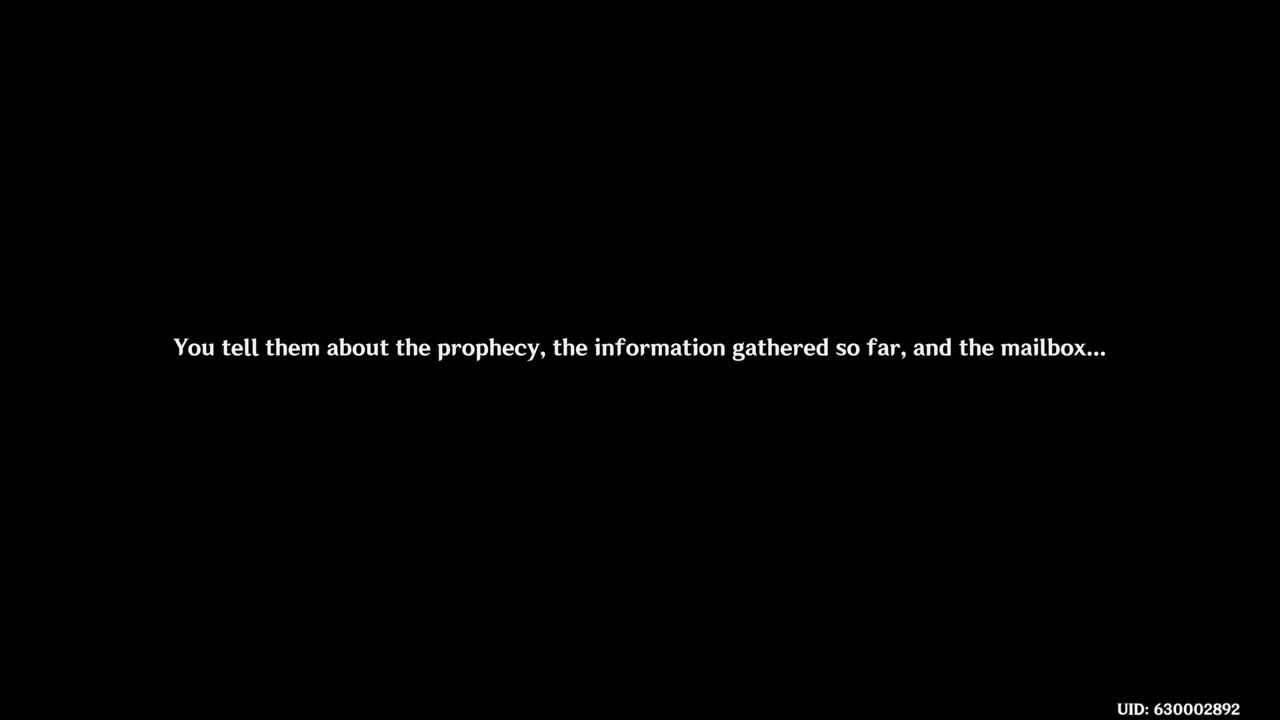 You tell them about the prophecy, the information gathered so far, and the mailbox...
UID: 630002892